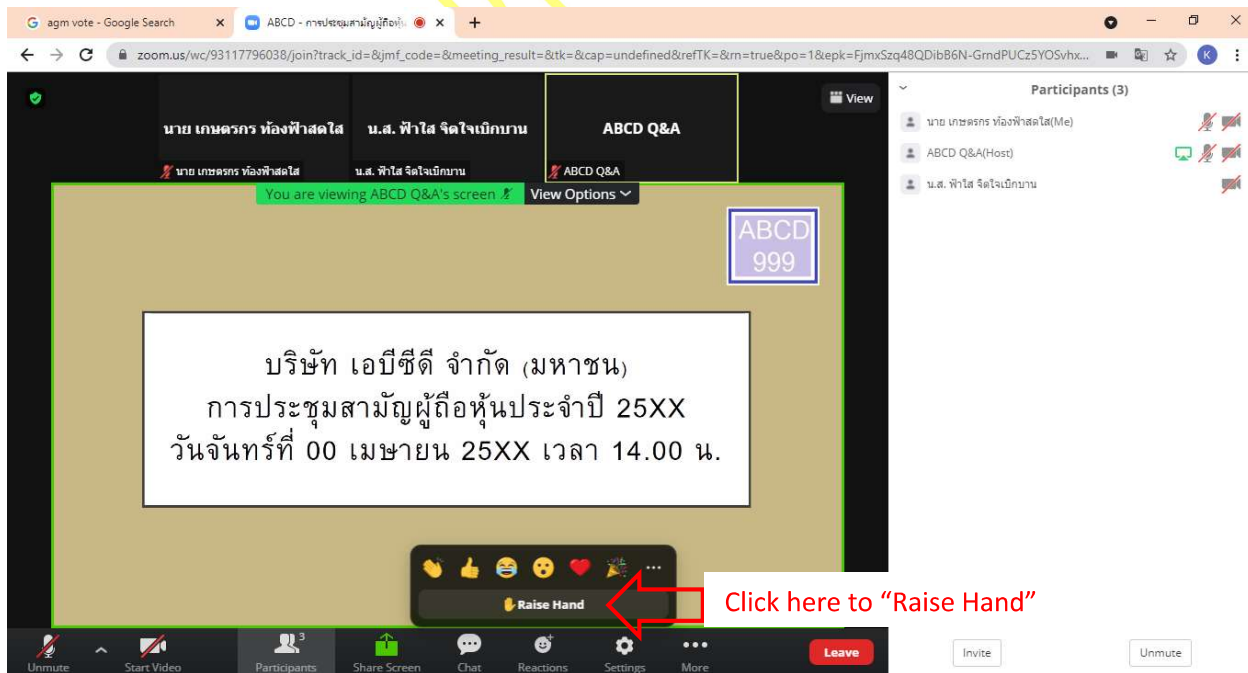 agm vote - Google Search
ABCD - การประชุมสามัญผู้ถือหุ้น
zoom.us/wc/93117796038/join?track_id=&jmf_code=&meeting_result=&tk=&cap=undefined&refTK=&rn=true&po=1&epk=FjmxSzq48QDibB6N-GrndPUCz5YOSvhx...
K
View
Participants (3)
นาย เกษตรกร ท้องฟ้าสดใส
น.ส. ฟ้าใส จิตใจเบิกบาน
ABCD Q&A
นาย เกษตรกร ท้องฟ้าสดใส
น.ส. ฟ้าใส จิตใจเบิกบาน
ABCD Q&A
นาย เกษตรกร ท้องฟ้าสดใส(Me)
ABCD Q&A(Host)
น.ส. ฟ้าใส จิตใจเบิกบาน
You are viewing ABCD Q&A's screen
View Options
ABCD
999
บริษัท เอบีซีดี จำกัด (มหาชน)
การประชุมสามัญผู้ถือหุ้นประจำปี 25XX
วันจันทร์ที่ 00 เมษายน 25XX เวลา 14.00 น.
Raise Hand
Click here to “Raise Hand”
Unmute
Start Video
3
Participants
Share Screen
Chat
Reactions
Settings
More
Leave
Invite
Unmute